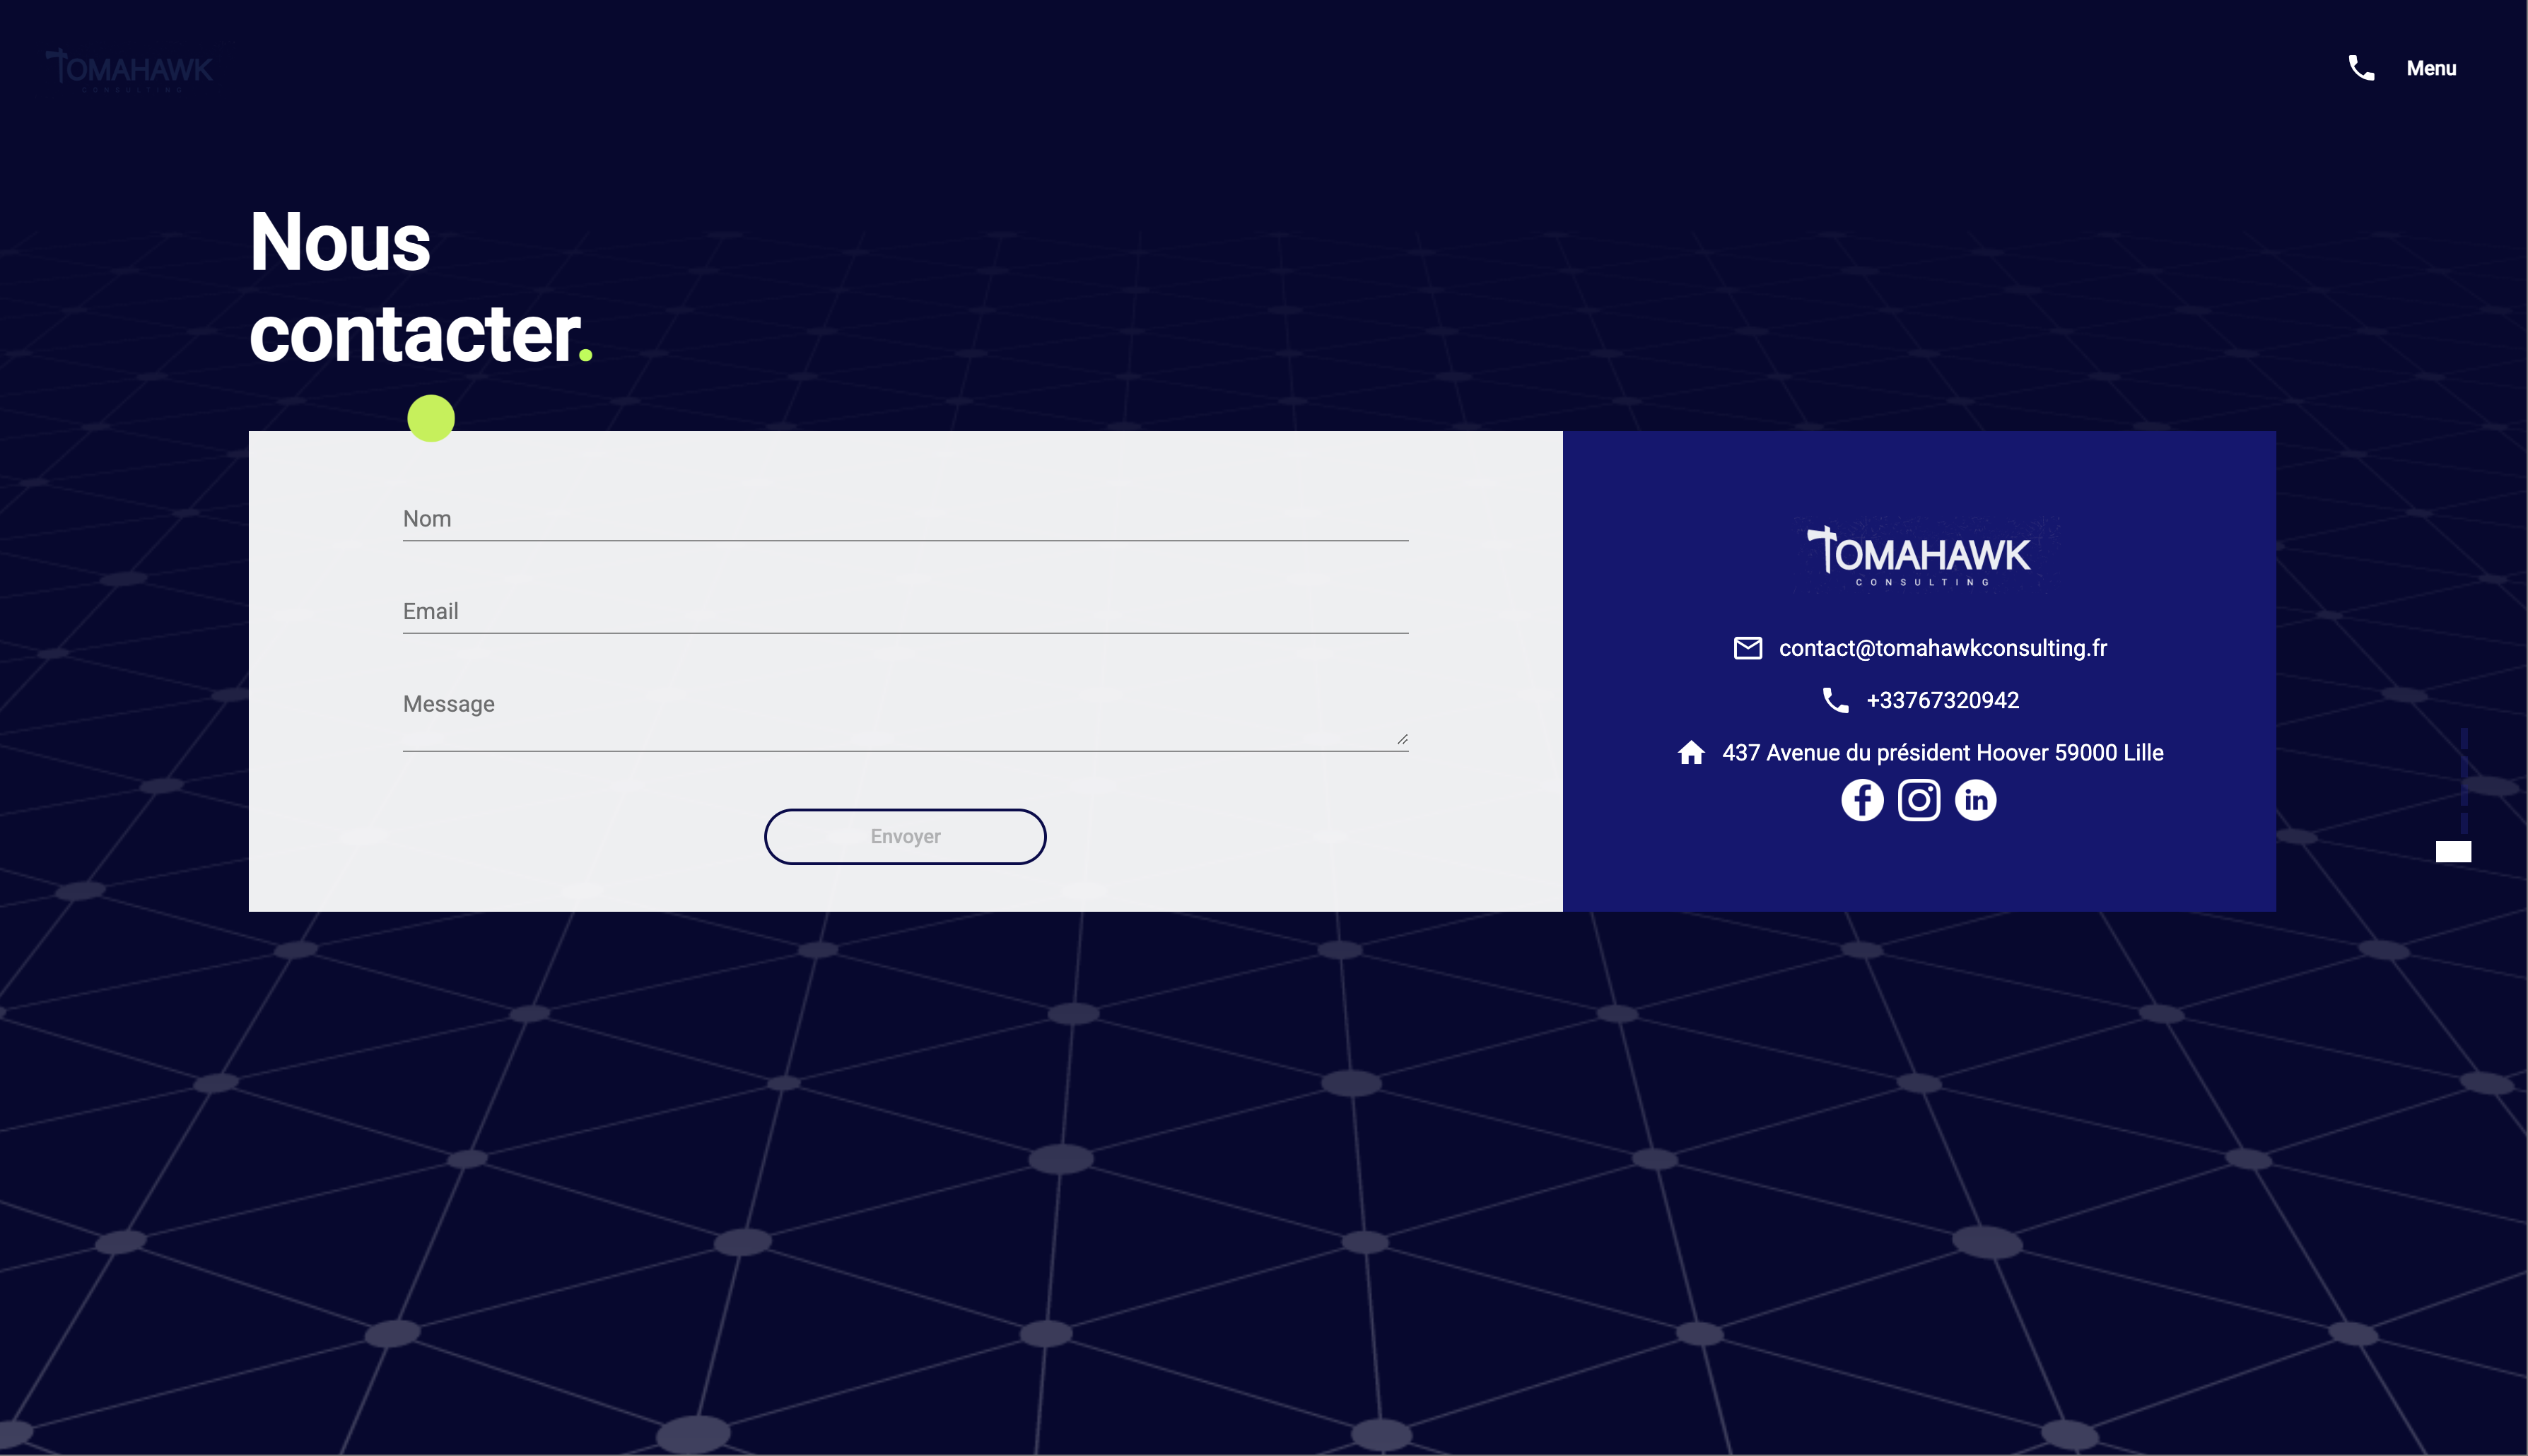 TOMAHAWK
CONSULTING
Menu
Nous
contacter.
Nom
Email
Message
Envoyer
TOMAHAWK
CONSULTING
contact@tomahawkconsulting.fr
+33767320942
437 Avenue du président Hoover 59000 Lille
f
in